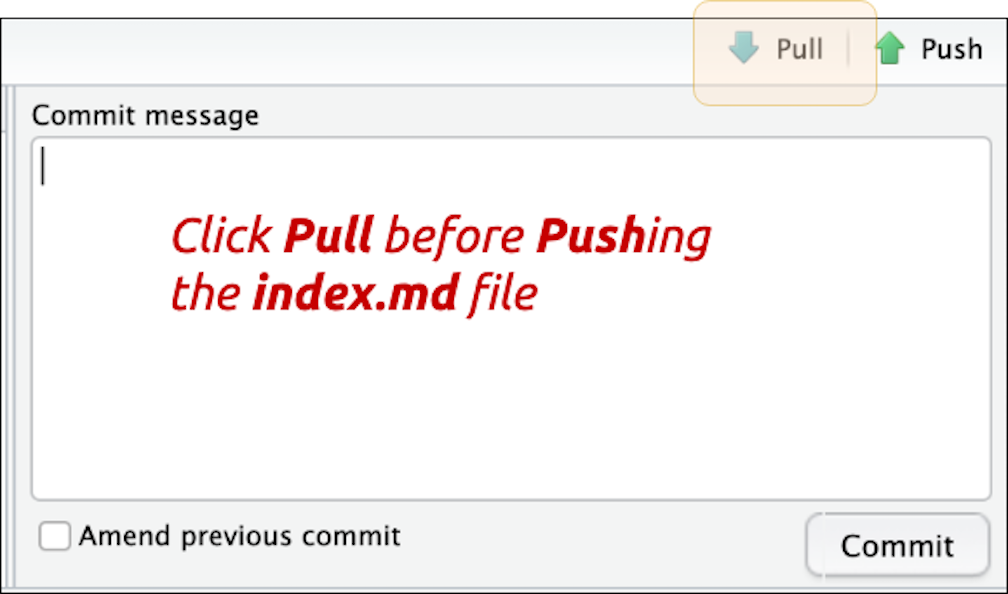 Pull Push
Commit message
Click Pull before Pushing
the index.md file
Amend previous commit
Commit